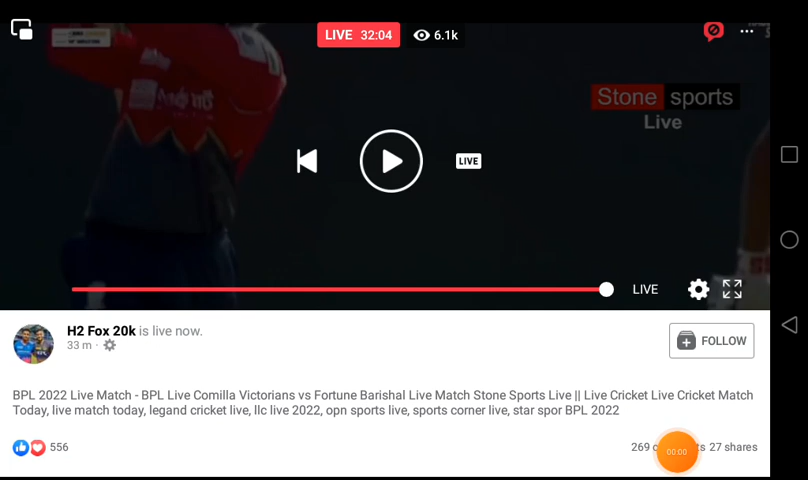 LIVE 32:04 6.1k
Stone sports
Live
LIVE
LIVE
H2 Fox 20k is live now.
33 m ·
FOLLOW
BPL 2022 Live Match - BPL Live Comilla Victorians vs Fortune Barishal Live Match Stone Sports Live || Live Cricket Live Cricket Match
Today, live match today, legand cricket live, llc live 2022, opn sports live, sports corner live, star spor BPL 2022
556
269 27 shares
00:00